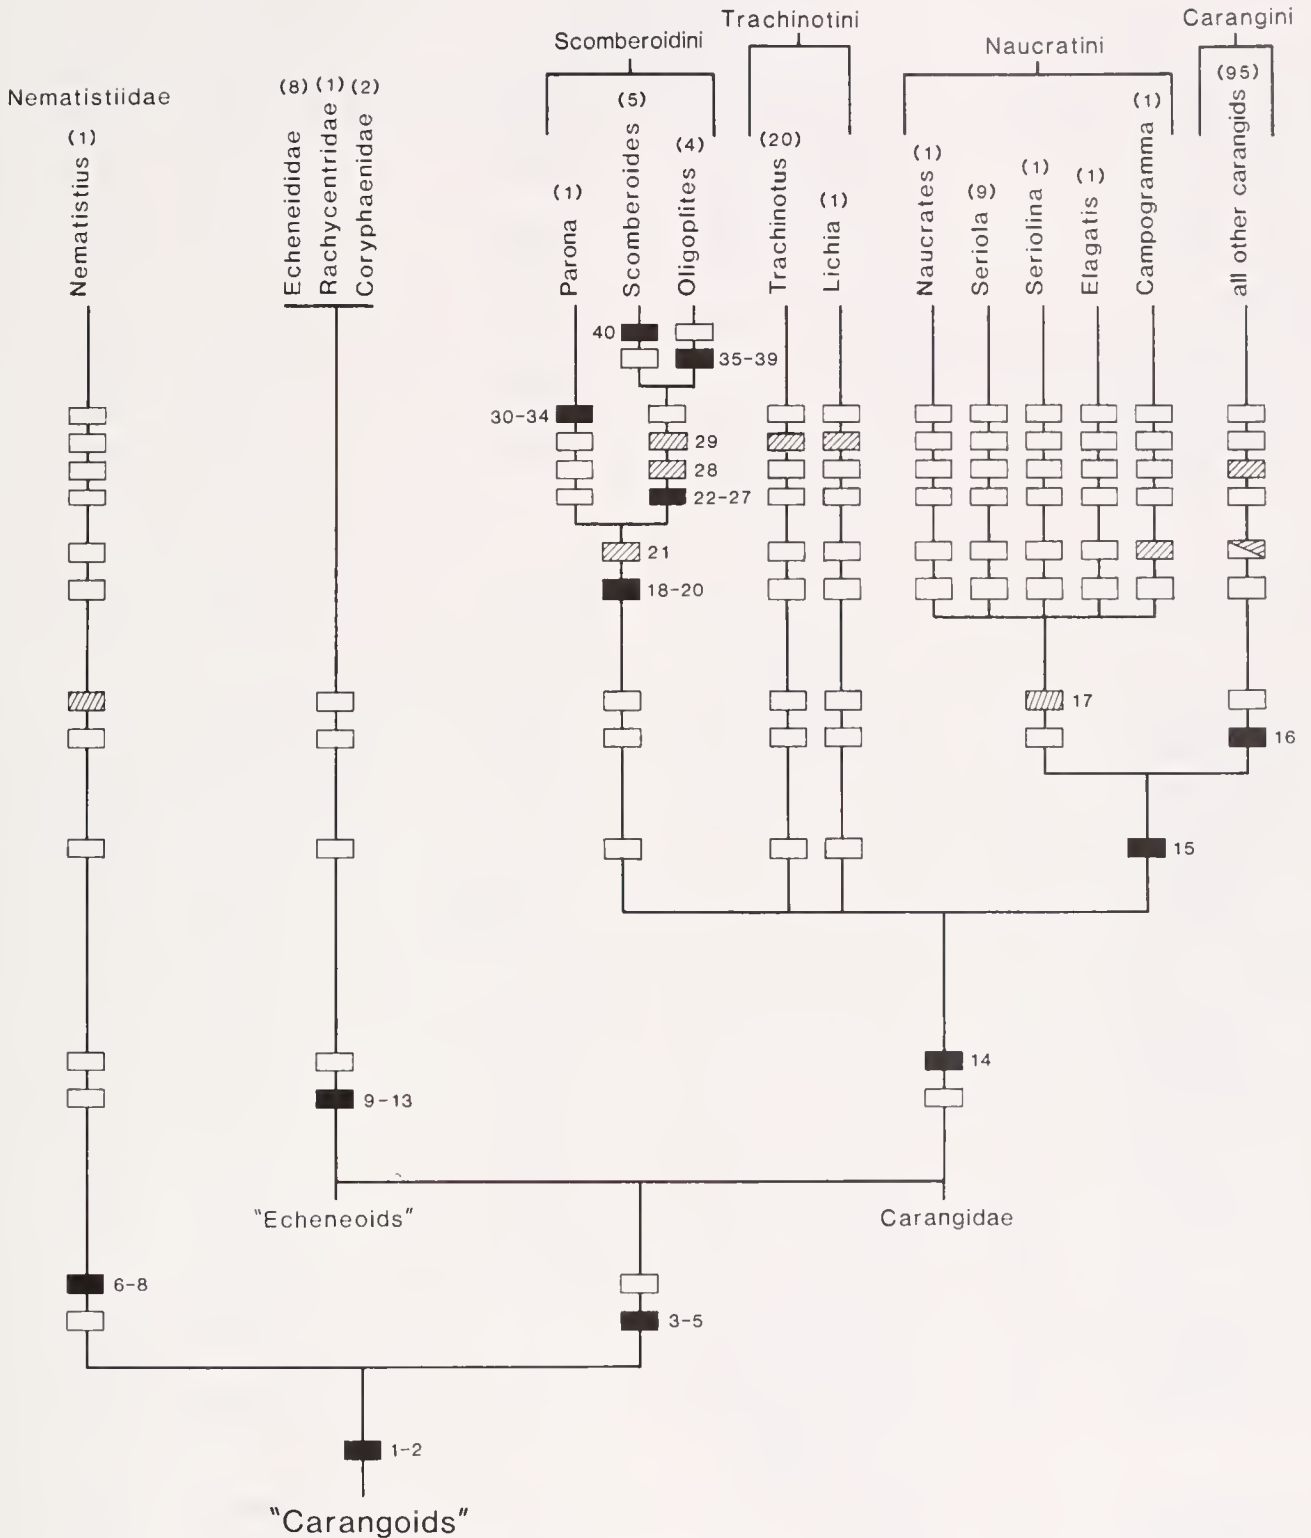 Nematistiidae
Nematistius (1)
Echeneididae (8)
Rachycentridae (1)
Coryphaenidae (2)
Scomberoidini
Parona (1)
Scomberoides (5)
Oligoplites (4)
Trachinotini
Trachinotus (20)
Lichia (1)
Naucratini
Naucrates (1)
Seriola (9)
Seriolina (1)
Elagatis (1)
Campogramma (1)
Carangini
all other carangids (95)
40
35-39
30-34
29
28
22-27
21
18-20
17
16
15
14
9-13
"Echeneoids"
Carangidae
6-8
3-5
1-2
"Carangoids"